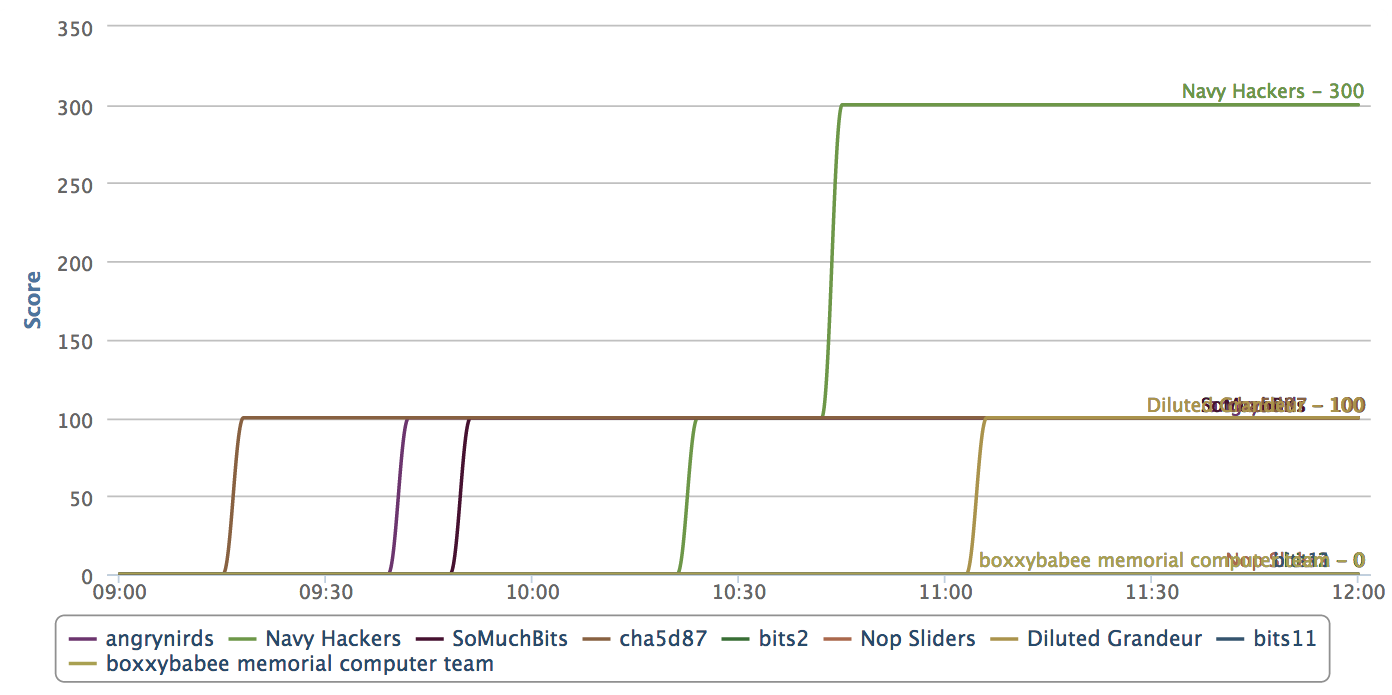 350
Navy Hackers – 300
300
250
200
Score
150
Diluted – 100
100
50
boxxybabee memorial – 0
0
09:00 09:30 10:00 10:30 11:00 11:30 12:00
angrynirds Navy Hackers SoMuchBits cha5d87 bits2 Nop Sliders Diluted Grandeur bits11
boxxybabee memorial computer team